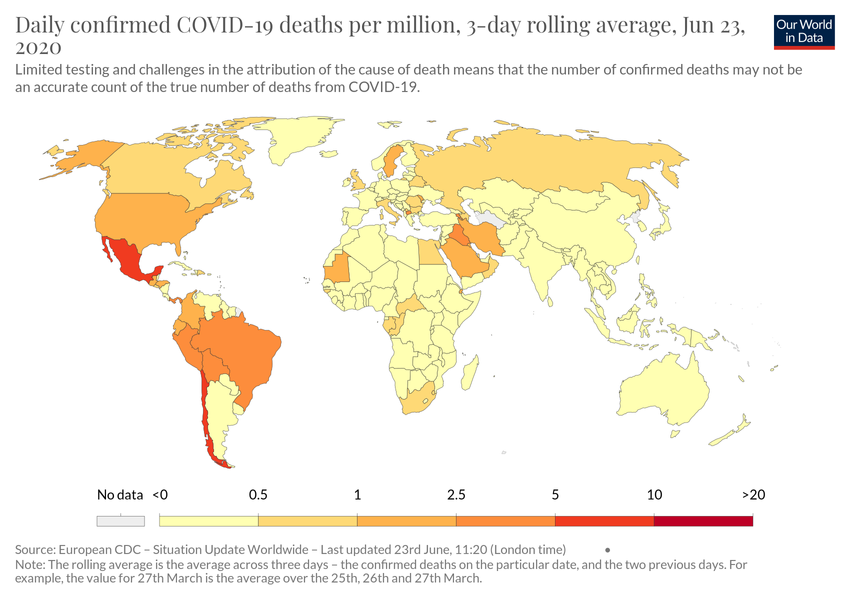 Daily confirmed COVID-19 deaths per million, 3-day rolling average, Jun 23,
2020
Our World
in Data
Limited testing and challenges in the attribution of the cause of death means that the number of confirmed deaths may not be
an accurate count of the true number of deaths from COVID-19.
No data <0 0.5 1 2.5 5 10 >20
Source: European CDC – Situation Update Worldwide – Last updated 23rd June, 11:20 (London time)
Note: The rolling average is the average across three days – the confirmed deaths on the particular date, and the two previous days. For
example, the value for 27th March is the average over the 25th, 26th and 27th March.